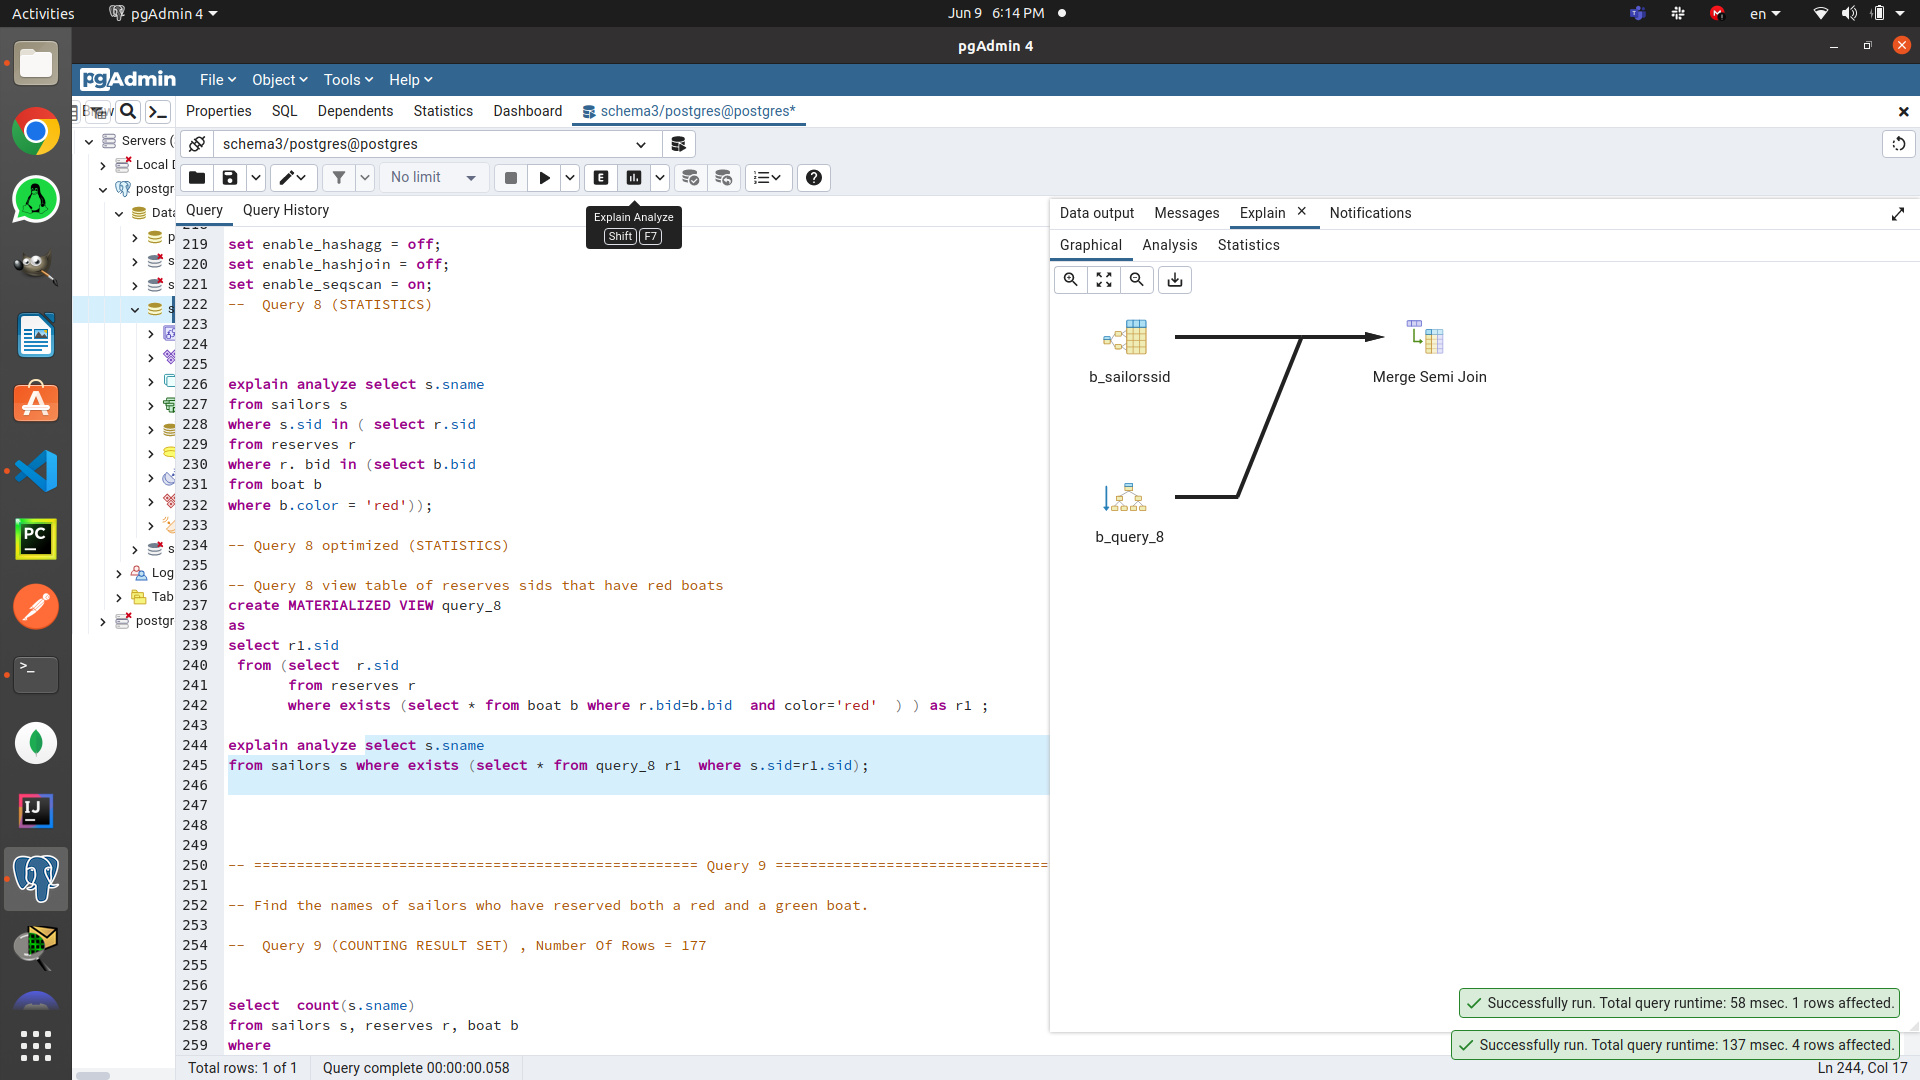 Activities
pgAdmin 4
Jun 9 6:14 PM
en
pgAdmin 4
pgAdmin
File
Object
Tools
Help
Properties
SQL
Dependents
Statistics
Dashboard
schema3/postgres@postgres*
schema3/postgres@postgres
No limit
E
Servers (
Local D
postgr
Data
p
s
s
s
s
Log
Tab
postgr
Query
Query History
Explain Analyze
Shift F7
219 set enable_hashagg = off;
220 set enable_hashjoin = off;
221 set enable_seqscan = on;
222 --  Query 8 (STATISTICS)
223
224
225
226 explain analyze select s.sname
227 from sailors s
228 where s.sid in ( select r.sid
229 from reserves r
230 where r. bid in (select b.bid
231 from boat b
232 where b.color = 'red'));
233
234 -- Query 8 optimized (STATISTICS)
235
236 -- Query 8 view table of reserves sids that have red boats
237 create MATERIALIZED VIEW query_8
238 as
239 select r1.sid
240  from (select  r.sid
241       from reserves r
242       where exists (select * from boat b where r.bid=b.bid  and color='red'  ) ) as r1 ;
243
244 explain analyze select s.sname
245 from sailors s where exists (select * from query_8 r1  where s.sid=r1.sid);
246
247
248
249
250 -- ==================================================== Query 9 ================================
251
252 -- Find the names of sailors who have reserved both a red and a green boat.
253
254 --  Query 9 (COUNTING RESULT SET) , Number Of Rows = 177
255
256
257 select  count(s.sname)
258 from sailors s, reserves r, boat b
259 where
Data output
Messages
Explain
Notifications
Graphical
Analysis
Statistics
b_sailorssid
Merge Semi Join
b_query_8
Successfully run. Total query runtime: 58 msec. 1 rows affected.
Successfully run. Total query runtime: 137 msec. 4 rows affected.
Total rows: 1 of 1
Query complete 00:00:00.058
Ln 244, Col 17
PC
>_
IJ